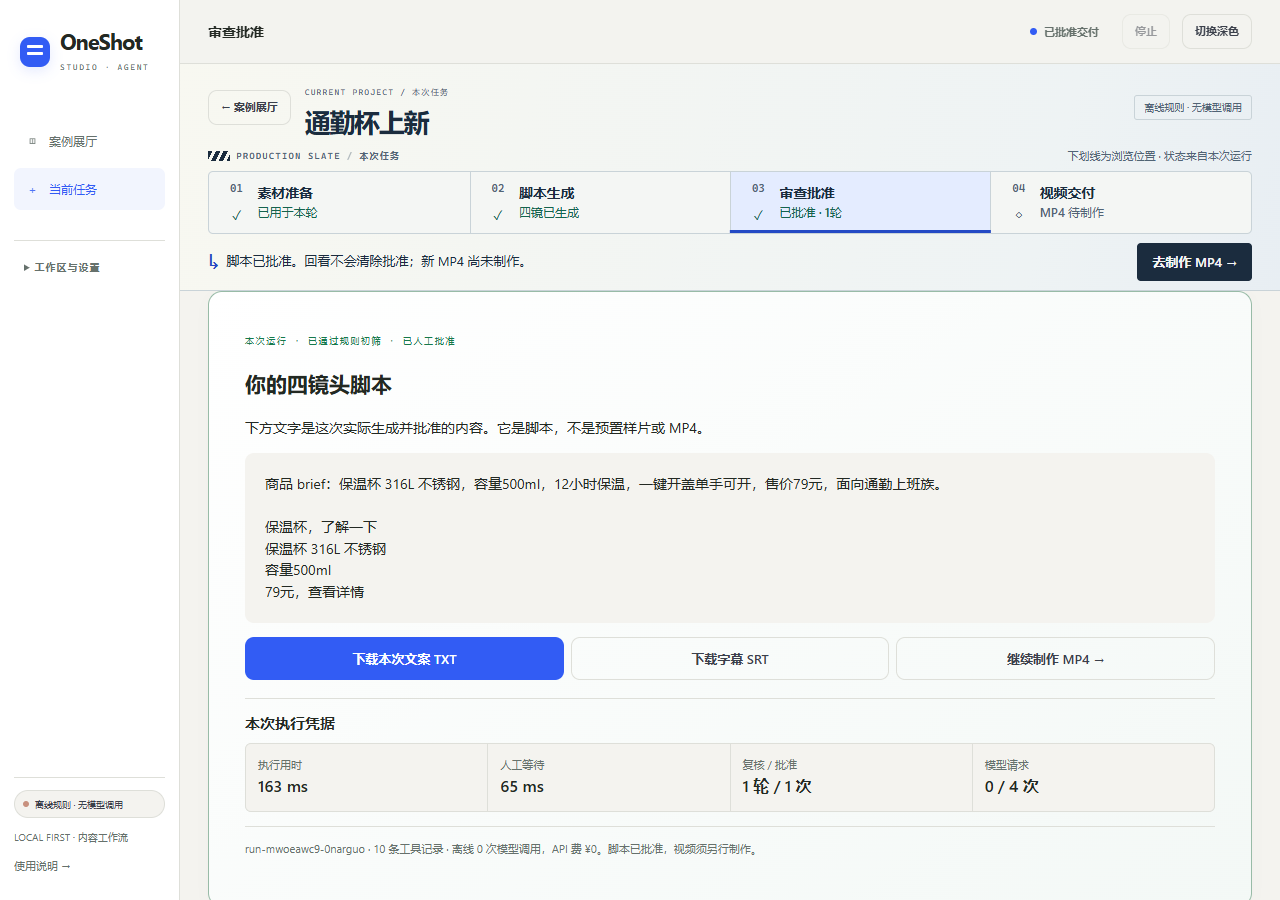 OneShot
STUDIO · AGENT
案例展厅
+ 当前任务
▸ 工作区与设置
离线规则 · 无模型调用
LOCAL FIRST · 内容工作流
使用说明 →
审查批准
已批准交付
停止
切换深色
← 案例展厅
CURRENT PROJECT / 本次任务
通勤杯上新
离线规则 · 无模型调用
PRODUCTION SLATE / 本次任务
下划线为浏览位置 · 状态来自本次运行
01 素材准备
✓ 已用于本轮
02 脚本生成
✓ 四镜已生成
03 审查批准
✓ 已批准 · 1轮
04 视频交付
◇ MP4 待制作
↳ 脚本已批准。回看不会清除批准；新 MP4 尚未制作。
去制作 MP4 →
本次运行 · 已通过规则初筛 · 已人工批准
你的四镜头脚本
下方文字是这次实际生成并批准的内容。它是脚本，不是预置样片或 MP4。
商品 brief：保温杯 316L 不锈钢，容量500ml，12小时保温，一键开盖单手可开，售价79元，面向通勤上班族。
保温杯，了解一下
保温杯 316L 不锈钢
容量500ml
79元，查看详情
下载本次文案 TXT
下载字幕 SRT
继续制作 MP4 →
本次执行凭据
执行用时
163 ms
人工等待
65 ms
复核 / 批准
1 轮 / 1 次
模型请求
0 / 4 次
run-mwoeawc9-0narguo · 10 条工具记录 · 离线 0 次模型调用，API 费 ¥0。脚本已批准，视频须另行制作。